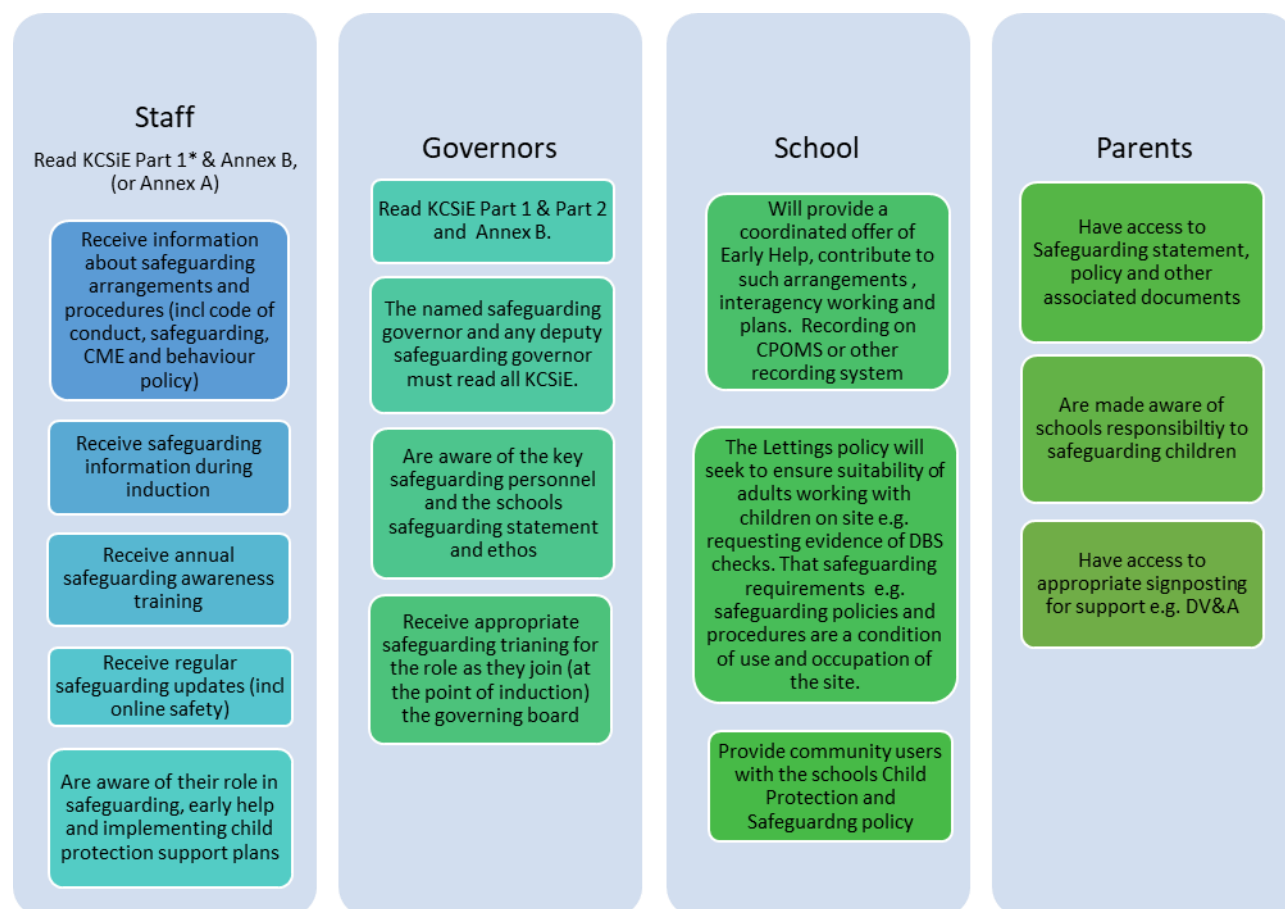 Staff
Read KCSiE Part 1* & Annex B,
(or Annex A)
Receive information
about safeguarding
arrangements and
procedures (incl code of
conduct, safeguarding,
CME and behaviour
policy)
Receive safeguarding
information during
induction
Receive annual
safeguarding awareness
training
Receive regular
safeguarding updates (incl
online safety)
Are aware of their role in
safeguarding, early help
and implementing child
protection support plans
Governors
Read KCSiE Part 1 & Part 2
and Annex B.
The named safeguarding
governor and any deputy
safeguarding governor
must read all KCSiE.
Are aware of the key
safeguarding personnel
and the schools
safeguarding statement
and ethos
Receive appropriate
safeguarding trianing for
the role as they join (at
the point of induction)
the governing board
School
Will provide a
coordinated offer of
Early Help, contribute to
such arrangements ,
interagency working and
plans. Recording on
CPOMS or other
recording system
The Lettings policy will
seek to ensure suitability of
adults working with
children on site e.g.
requesting evidence of DBS
checks. That safeguarding
requirements e.g.
safeguarding policies and
procedures are a condition
of use and occupation of
the site.
Provide community users
with the schools Child
Protection and
Safeguardng policy
Parents
Have access to
Safeguarding statement,
policy and other
associated documents
Are made aware of
schools responsibiltiy to
safeguarding children
Have access to
appropriate signposting
for support e.g. DV&A